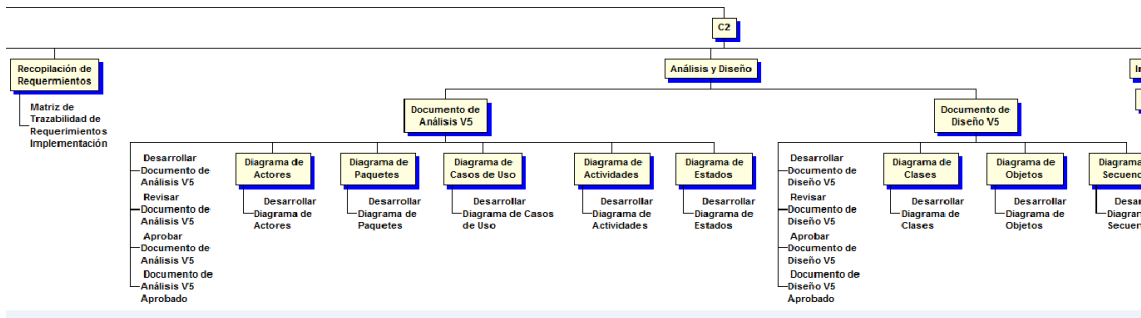 C2
Recopilación de
Requermientos
Análisis y Diseño
Matriz de
Trazabilidad de
Requerimientos
Implementación
Documento de
Análisis V5
Documento de
Diseño V5
Desarrollar
Documento de
Análisis V5
Revisar
Documento de
Análisis V5
Aprobar
Documento de
Análisis V5
Documento de
Análisis V5
Aprobado
Diagrama de
Actores
Desarrollar
Diagrama de
Actores
Diagrama de
Paquetes
Desarrollar
Diagrama de
Paquetes
Diagrama de
Casos de Uso
Desarrollar
Diagrama de Casos
de Uso
Diagrama de
Actividades
Desarrollar
Diagrama de
Actividades
Diagrama de
Estados
Desarrollar
Diagrama de
Estados
Desarrollar
Documento de
Diseño V5
Revisar
Documento de
Diseño V5
Aprobar
Documento de
Diseño V5
Documento de
Diseño V5
Aprobado
Diagrama de
Clases
Desarrollar
Diagrama de
Clases
Diagrama de
Objetos
Desarrollar
Diagrama de
Objetos
Diagrama